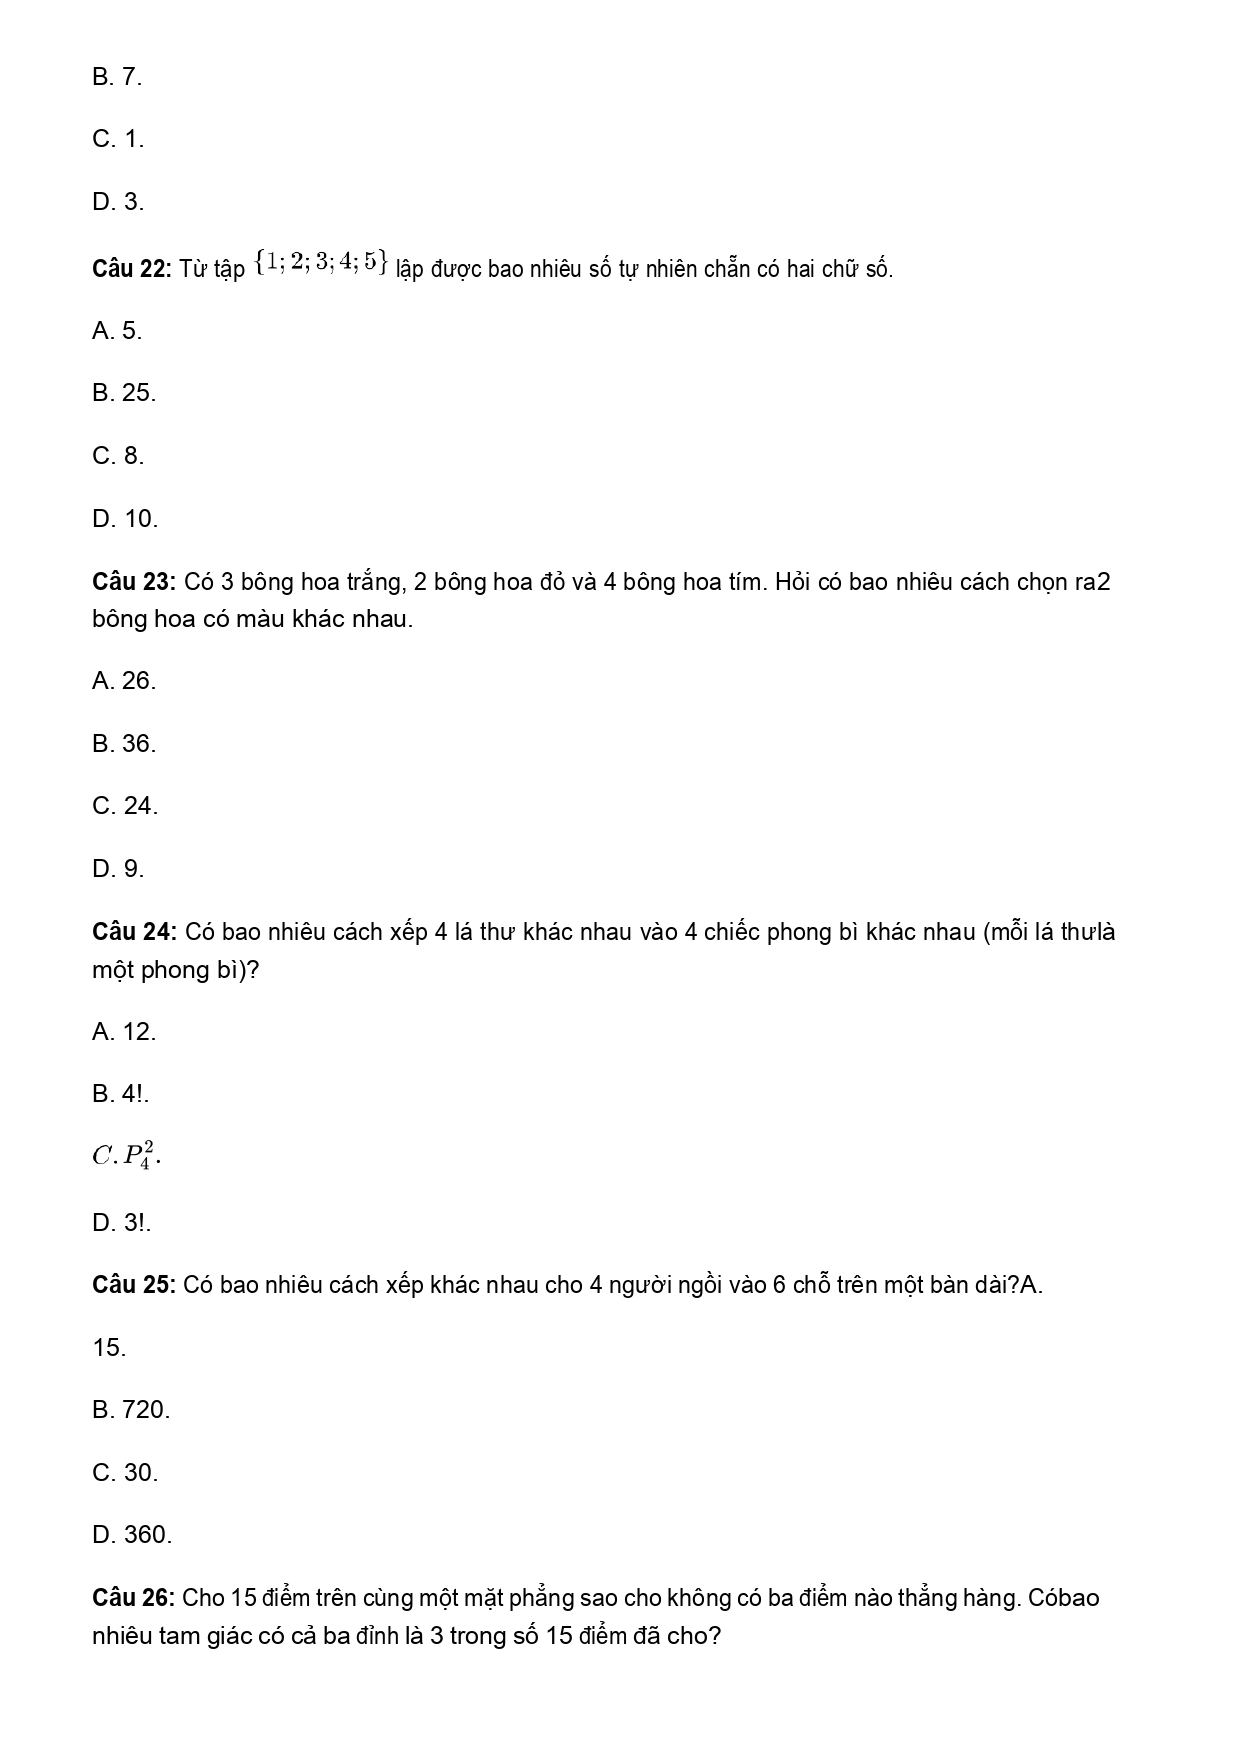 B. 7.
C. 1.
D. 3.
Câu 22: Từ tập {1; 2; 3; 4; 5} lập được bao nhiêu số tự nhiên chẵn có hai chữ số.
A. 5.
B. 25.
C. 8.
D. 10.
Câu 23: Có 3 bông hoa trắng, 2 bông hoa đỏ và 4 bông hoa tím. Hỏi có bao nhiêu cách chọn ra2
bông hoa có màu khác nhau.
A. 26.
B. 36.
C. 24.
D. 9.
Câu 24: Có bao nhiêu cách xếp 4 lá thư khác nhau vào 4 chiếc phong bì khác nhau (mỗi lá thưlà
một phong bì)?
A. 12.
B. 4!.
C. P₄².
D. 3!.
Câu 25: Có bao nhiêu cách xếp khác nhau cho 4 người ngồi vào 6 chỗ trên một bàn dài?A.
15.
B. 720.
C. 30.
D. 360.
Câu 26: Cho 15 điểm trên cùng một mặt phẳng sao cho không có ba điểm nào thẳng hàng. Cóbao
nhiêu tam giác có cả ba đỉnh là 3 trong số 15 điểm đã cho?